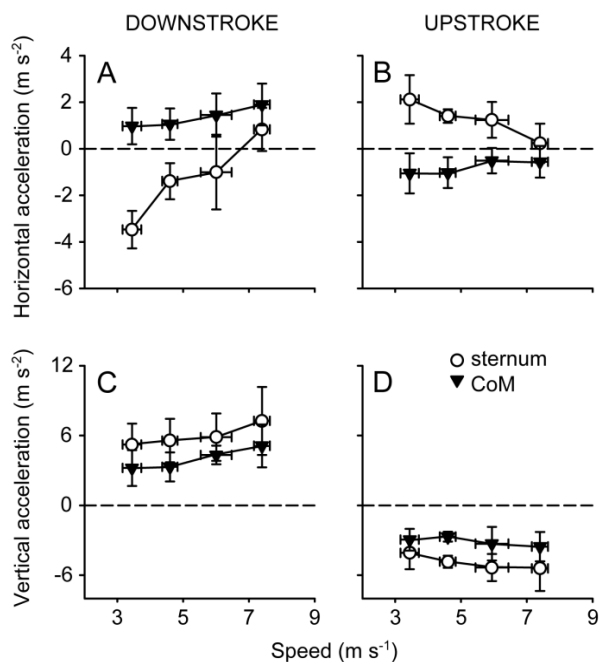 DOWNSTROKE UPSTROKE
Horizontal acceleration (m s⁻²)
4
2
0
-2
-4
-6
A
B
Vertical acceleration (m s⁻²)
12
6
0
-6
C
D
sternum
CoM
3 5 7 9 3 5 7 9
Speed (m s⁻¹)